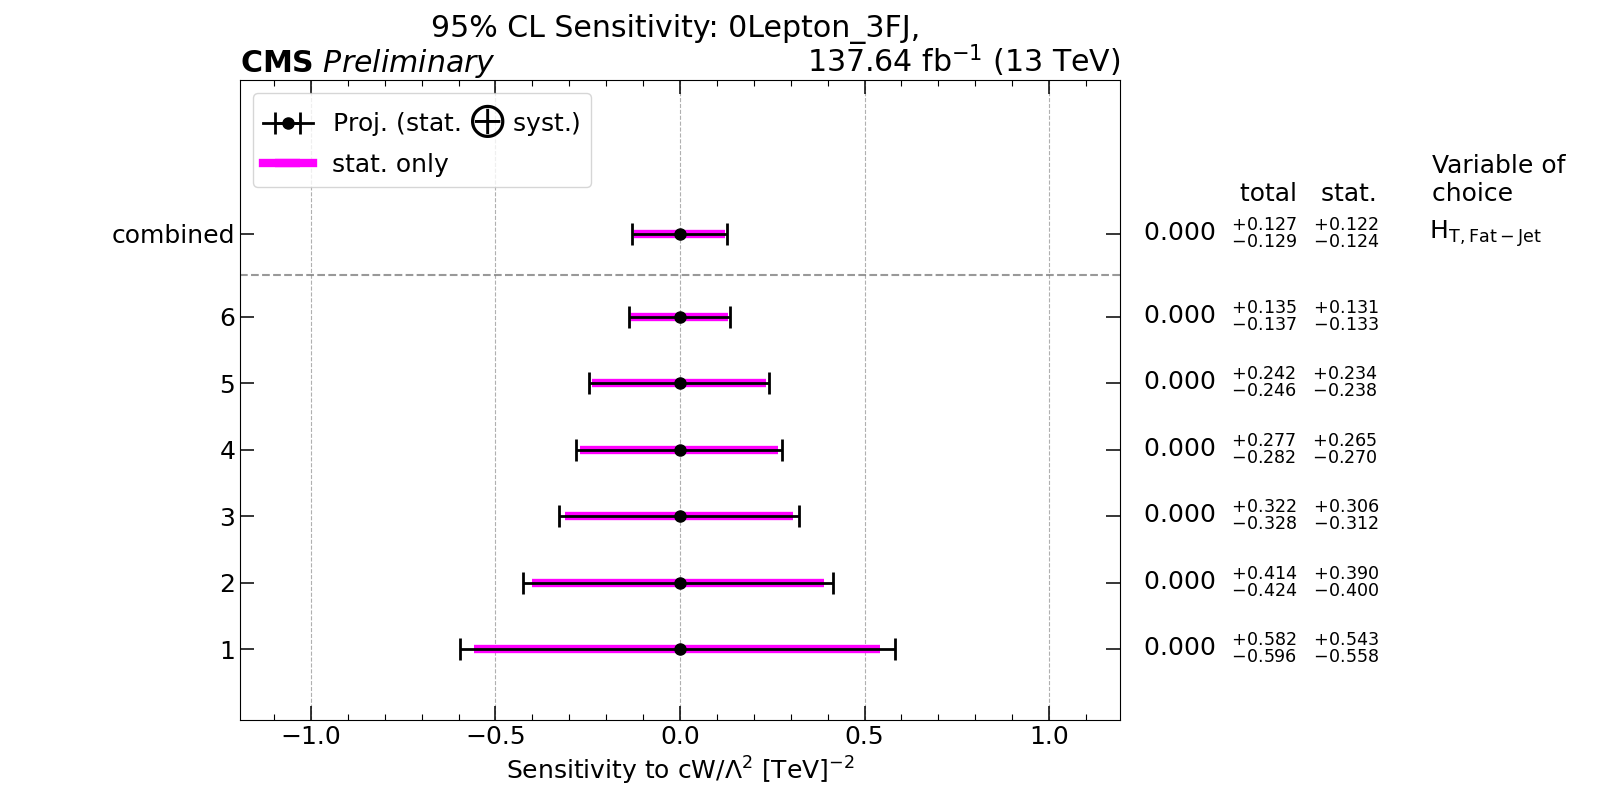 95% CL Sensitivity: 0Lepton_3FJ,
CMS Preliminary 137.64 fb⁻¹ (13 TeV)
Proj. (stat. ⨁ syst.)
stat. only
Variable of
total stat. choice
combined 0.000 +0.127 −0.129 +0.122 −0.124 H_T, Fat−Jet
6 0.000 +0.135 −0.137 +0.131 −0.133
5 0.000 +0.242 −0.246 +0.234 −0.238
4 0.000 +0.277 −0.282 +0.265 −0.270
3 0.000 +0.322 −0.328 +0.306 −0.312
2 0.000 +0.414 −0.424 +0.390 −0.400
1 0.000 +0.582 −0.596 +0.543 −0.558
−1.0 −0.5 0.0 0.5 1.0
Sensitivity to cW/Λ² [TeV]⁻²